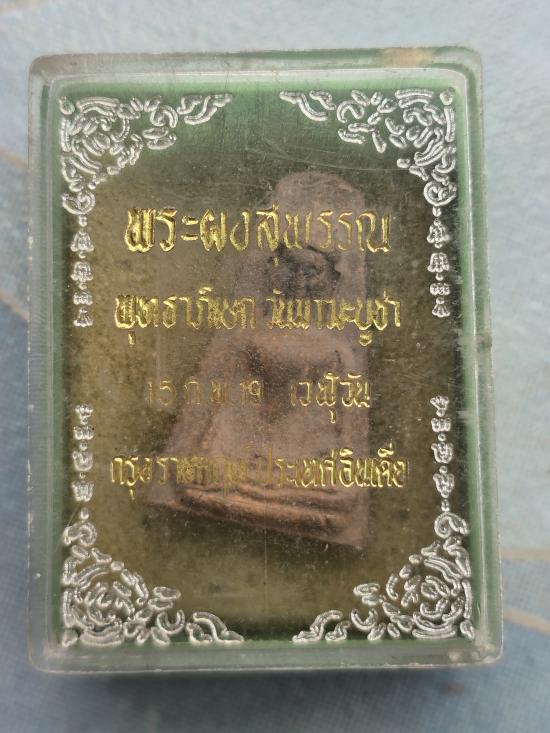 พระผงสุพรรณ
พุทธาภิเษก วันมาฆะบูชา
15 ก.พ. 19 เวฬุวัน
กรุงราชคฤห์ ประเทศอินเดีย